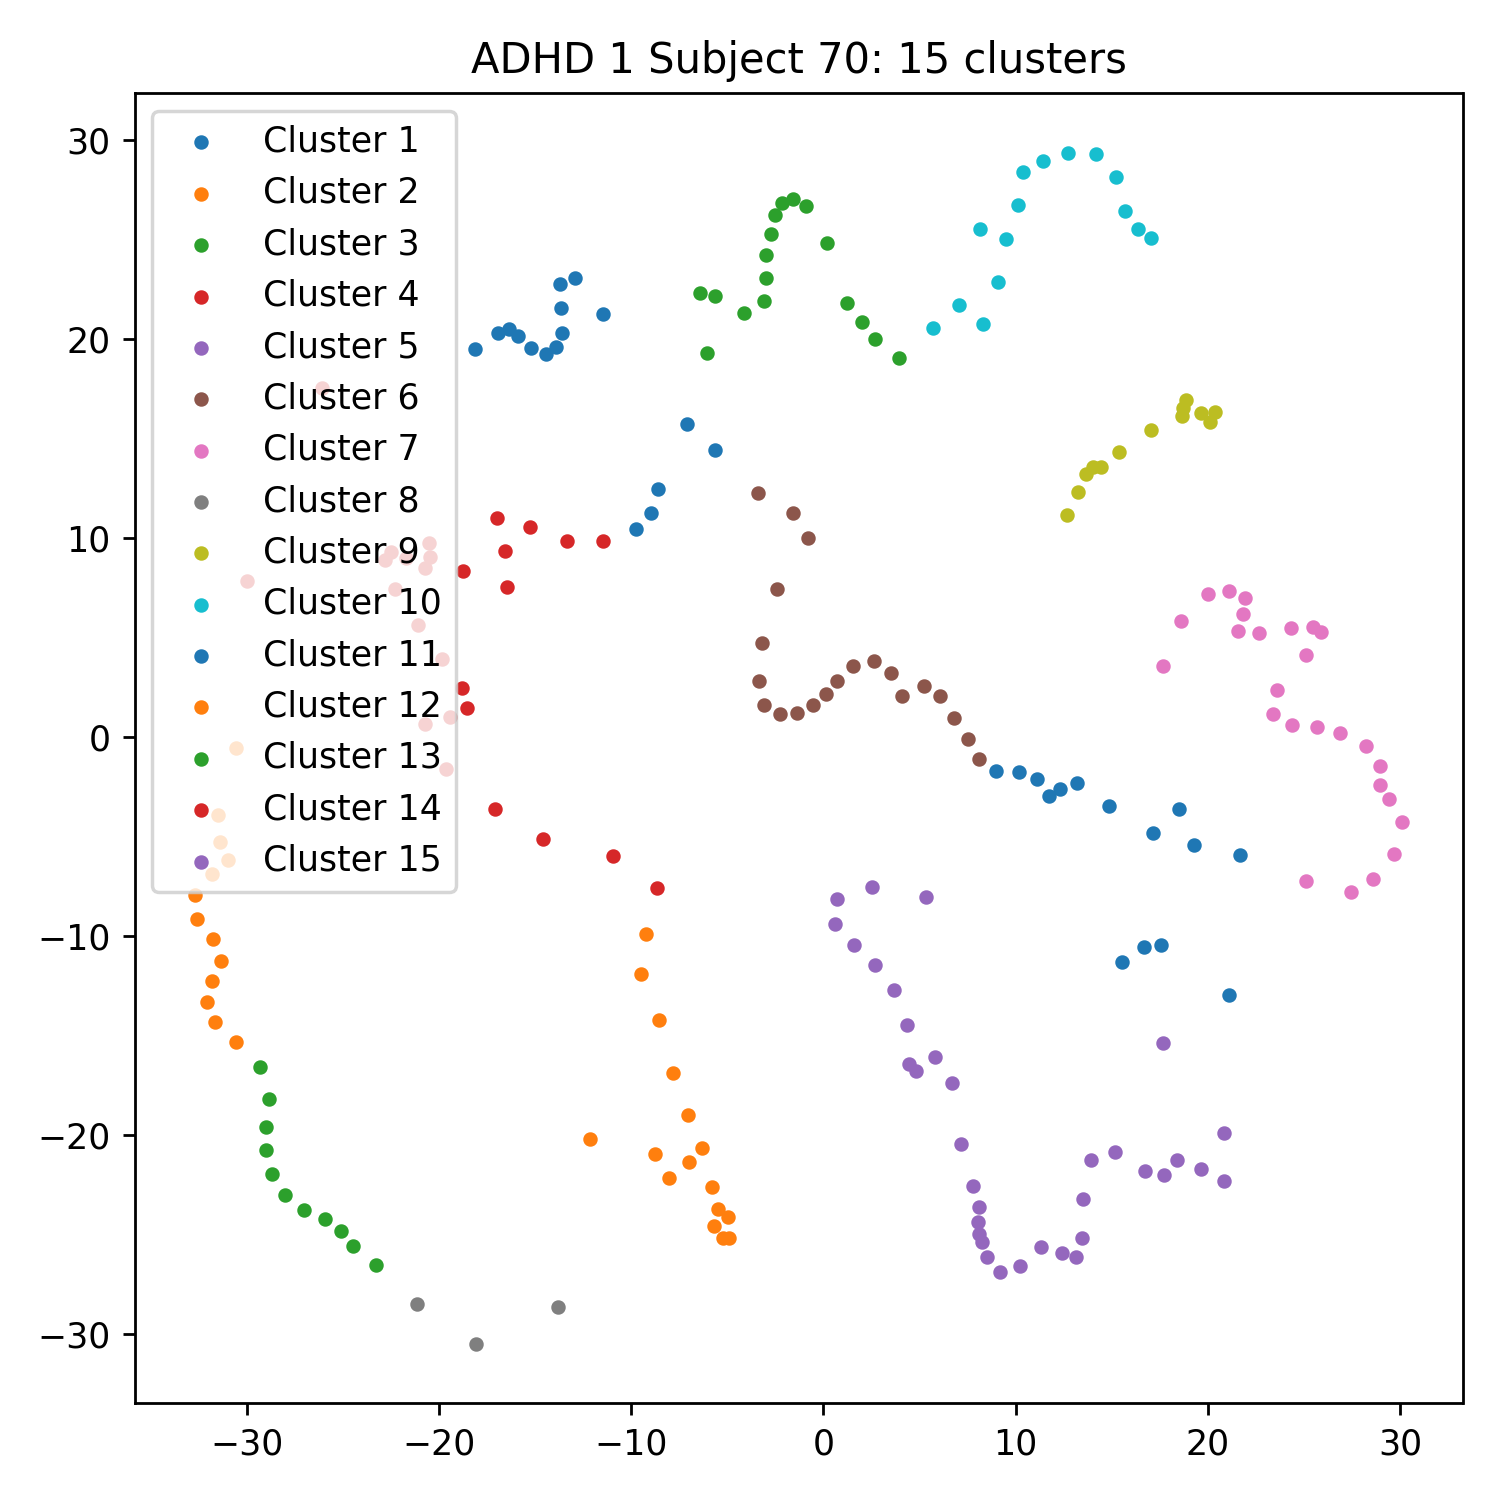 ADHD 1 Subject 70: 15 clusters
30
20
10
0
−10
−20
−30
Cluster 1
Cluster 2
Cluster 3
Cluster 4
Cluster 5
Cluster 6
Cluster 7
Cluster 8
Cluster 9
Cluster 10
Cluster 11
Cluster 12
Cluster 13
Cluster 14
Cluster 15
−30 −20 −10 0 10 20 30